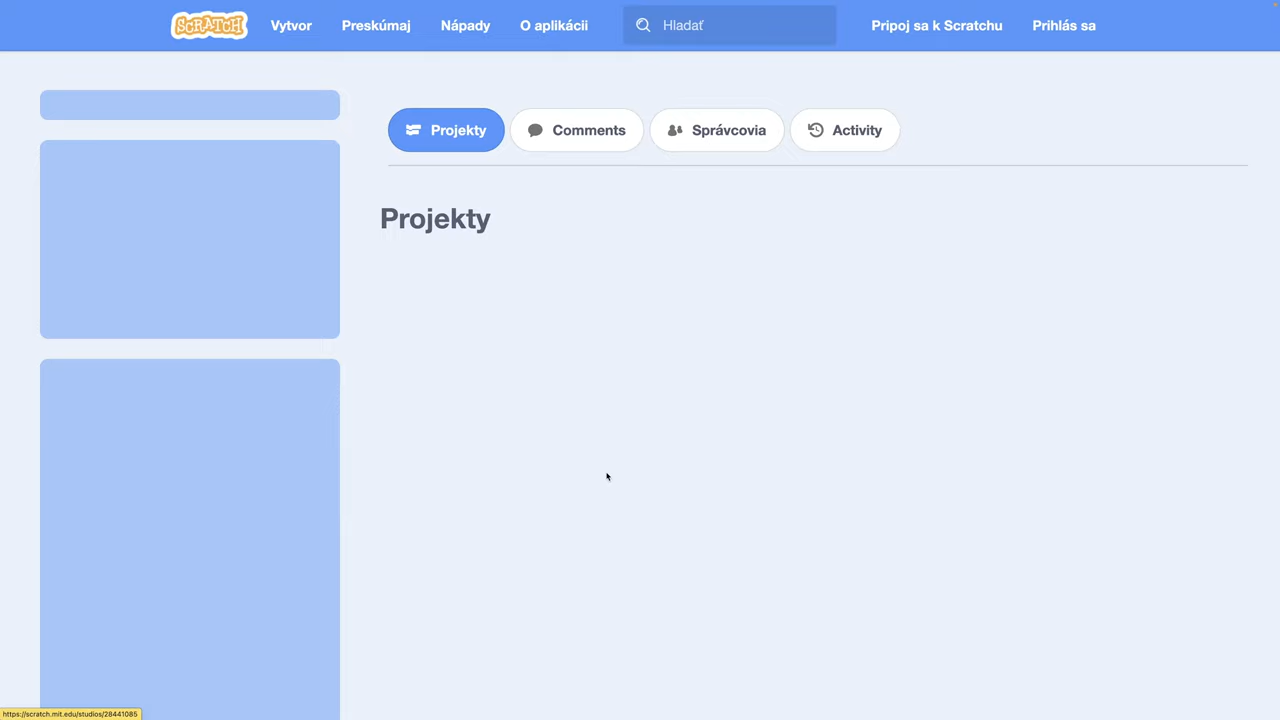 SCRATCH
Vytvor
Preskúmaj
Nápady
O aplikácii
Hladať
Pripoj sa k Scratchu
Prihlás sa
Projekty
Comments
Správcovia
Activity
Projekty
https://scratch.mit.edu/studios/28441085